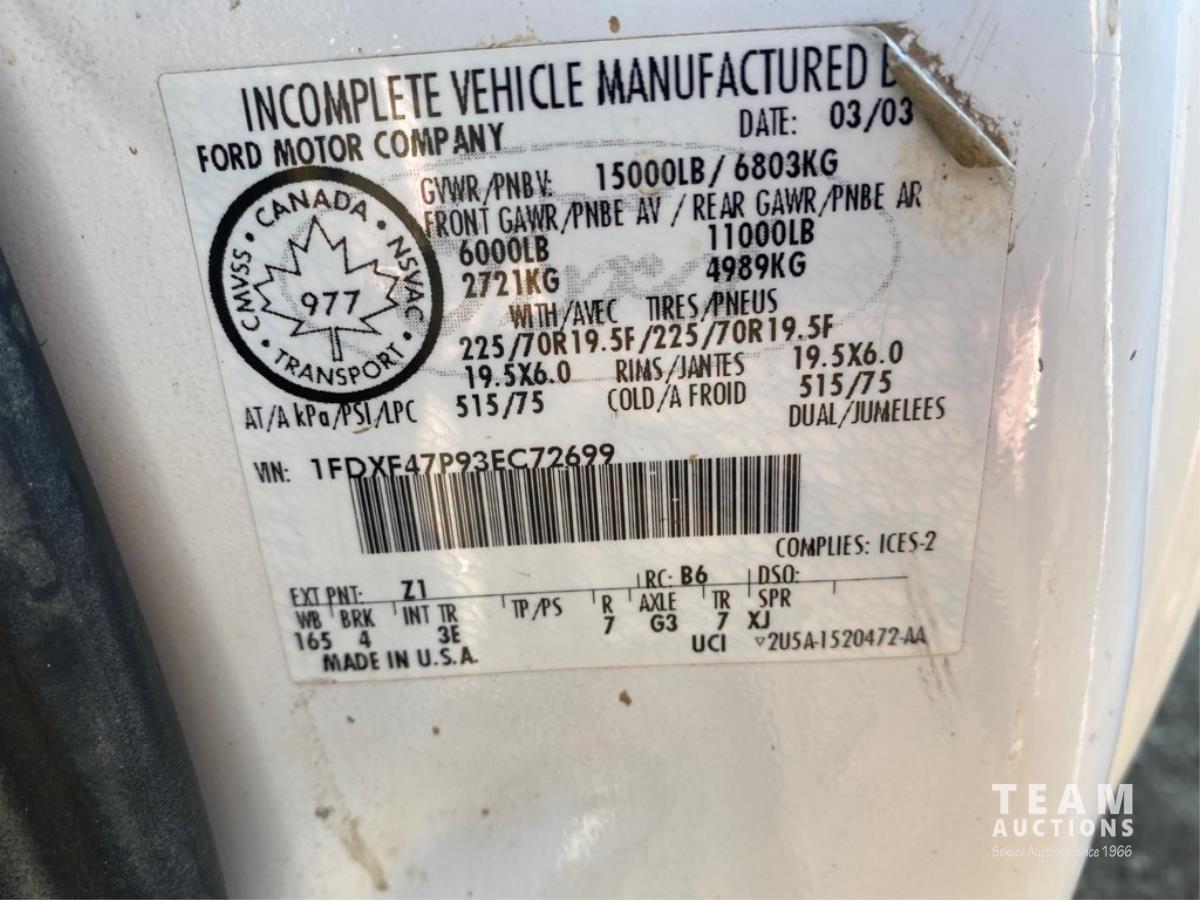 INCOMPLETE VEHICLE MANUFACTURED
FORD MOTOR COMPANY
DATE: 03/03
GVWR/PNBV: 15000LB/6803KG
FRONT GAWR/PNBE AV / REAR GAWR/PNBE AR
6000LB 11000LB
2721KG 4989KG
WITH/AVEC TIRES/PNEUS
225/70R19.5F/225/70R19.5F
19.5X6.0 RIMS/JANTES 19.5X6.0
AT/A kPa/PSI/LPC 515/75 COLD/A FROID 515/75
DUAL/JUMELEES
CANADA • NSVAC • TRANSPORT • CMVSS •
977
VIN: 1FDXF47P93EC72699
COMPLIES: ICES-2
EXT PNT: Z1 RC: B6 DSO:
WB BRK INT TR TP/PS R AXLE TR SPR
165 4 3E 7 G3 7 XJ
MADE IN U.S.A. UCI ▽2U5A-1520472-AA
TEAM
AUCTIONS
Sekura Auctions Since 1966